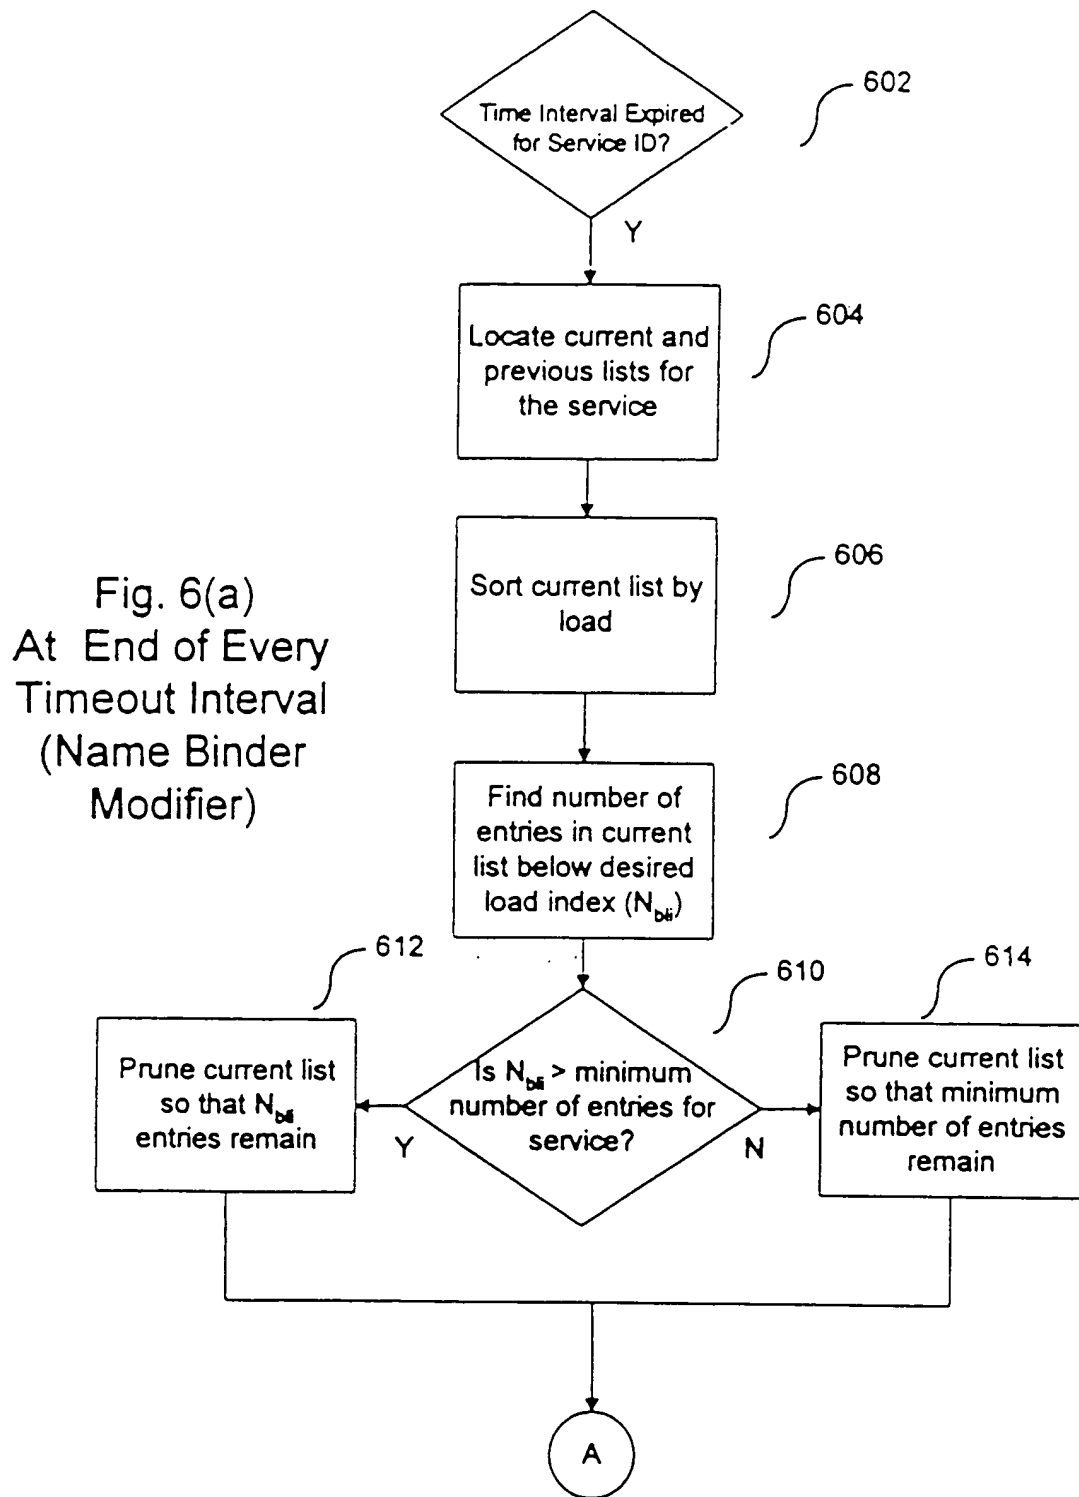 602
Time Interval Expired
for Service ID?
Y
604
Locate current and
previous lists for
the service
606
Sort current list by
load
Fig. 6(a)
At End of Every
Timeout Interval
(Name Binder
Modifier)
608
Find number of
entries in current
list below desired
load index (Nbli)
612
610
614
Prune current list
so that Nbli
entries remain
Is Nbli > minimum
number of entries for
service?
Y
N
Prune current list
so that minimum
number of entries
remain
A